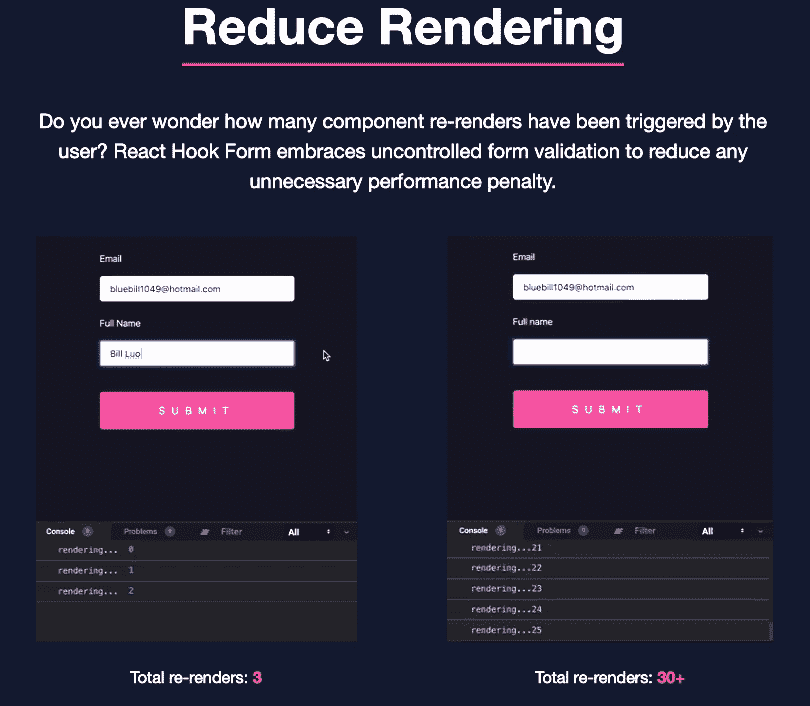 Reduce Rendering
Do you ever wonder how many component re-renders have been triggered by the
user? React Hook Form embraces uncontrolled form validation to reduce any
unnecessary performance penalty.
Email
bluebill1049@hotmail.com
Full Name
Bill Luo
SUBMIT
Console 0 Problems 0 Filter All
rendering... 0
rendering... 1
rendering... 2
Total re-renders: 3
Email
bluebill1049@hotmail.com
Full name
SUBMIT
Console Problems Filter All
rendering...21
rendering...22
rendering...23
rendering...24
rendering...25
Total re-renders: 30+